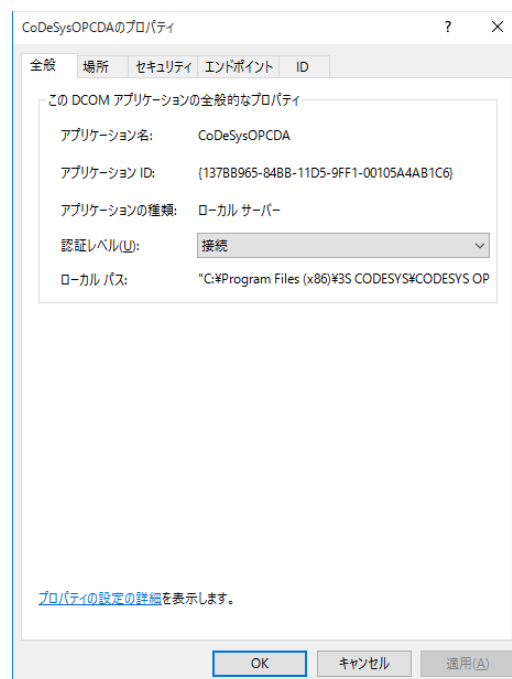 CoDeSysOPCDAのプロパティ
? ×
全般 場所 セキュリティ エンドポイント ID
この DCOM アプリケーションの全般的なプロパティ
アプリケーション名: CoDeSysOPCDA
アプリケーション ID: {137BB965-84BB-11D5-9FF1-00105A4AB1C6}
アプリケーションの種類: ローカル サーバー
認証レベル(U): 接続
ローカル パス: "C:¥Program Files (x86)¥3S CODESYS¥CODESYS OP
プロパティの設定の詳細を表示します。
OK キャンセル 適用(A)